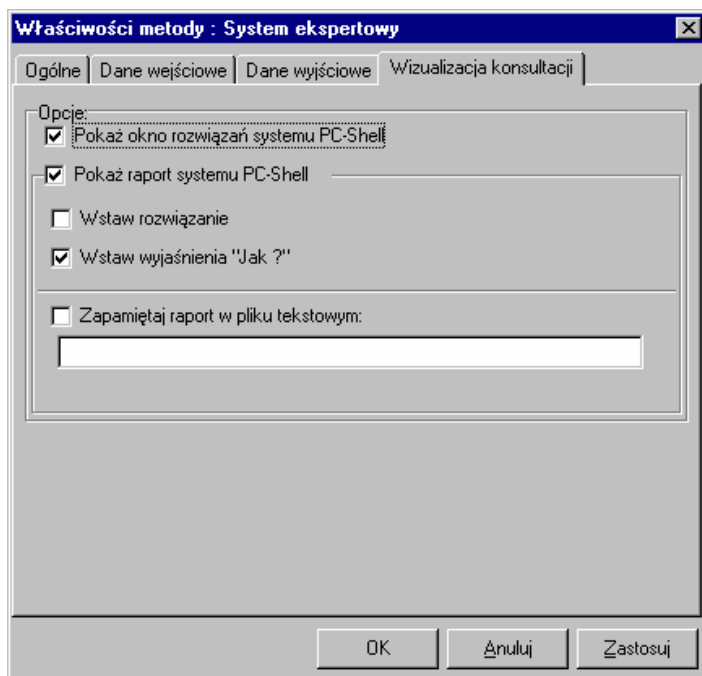 Właściwości metody : System ekspertowy
Ogólne Dane wejściowe Dane wyjściowe Wizualizacja konsultacji
Opcje:
Pokaż okno rozwiązań systemu PC-Shell
Pokaż raport systemu PC-Shell
Wstaw rozwiązanie
Wstaw wyjaśnienia "Jak ?"
Zapamiętaj raport w pliku tekstowym:
OK Anuluj Zastosuj